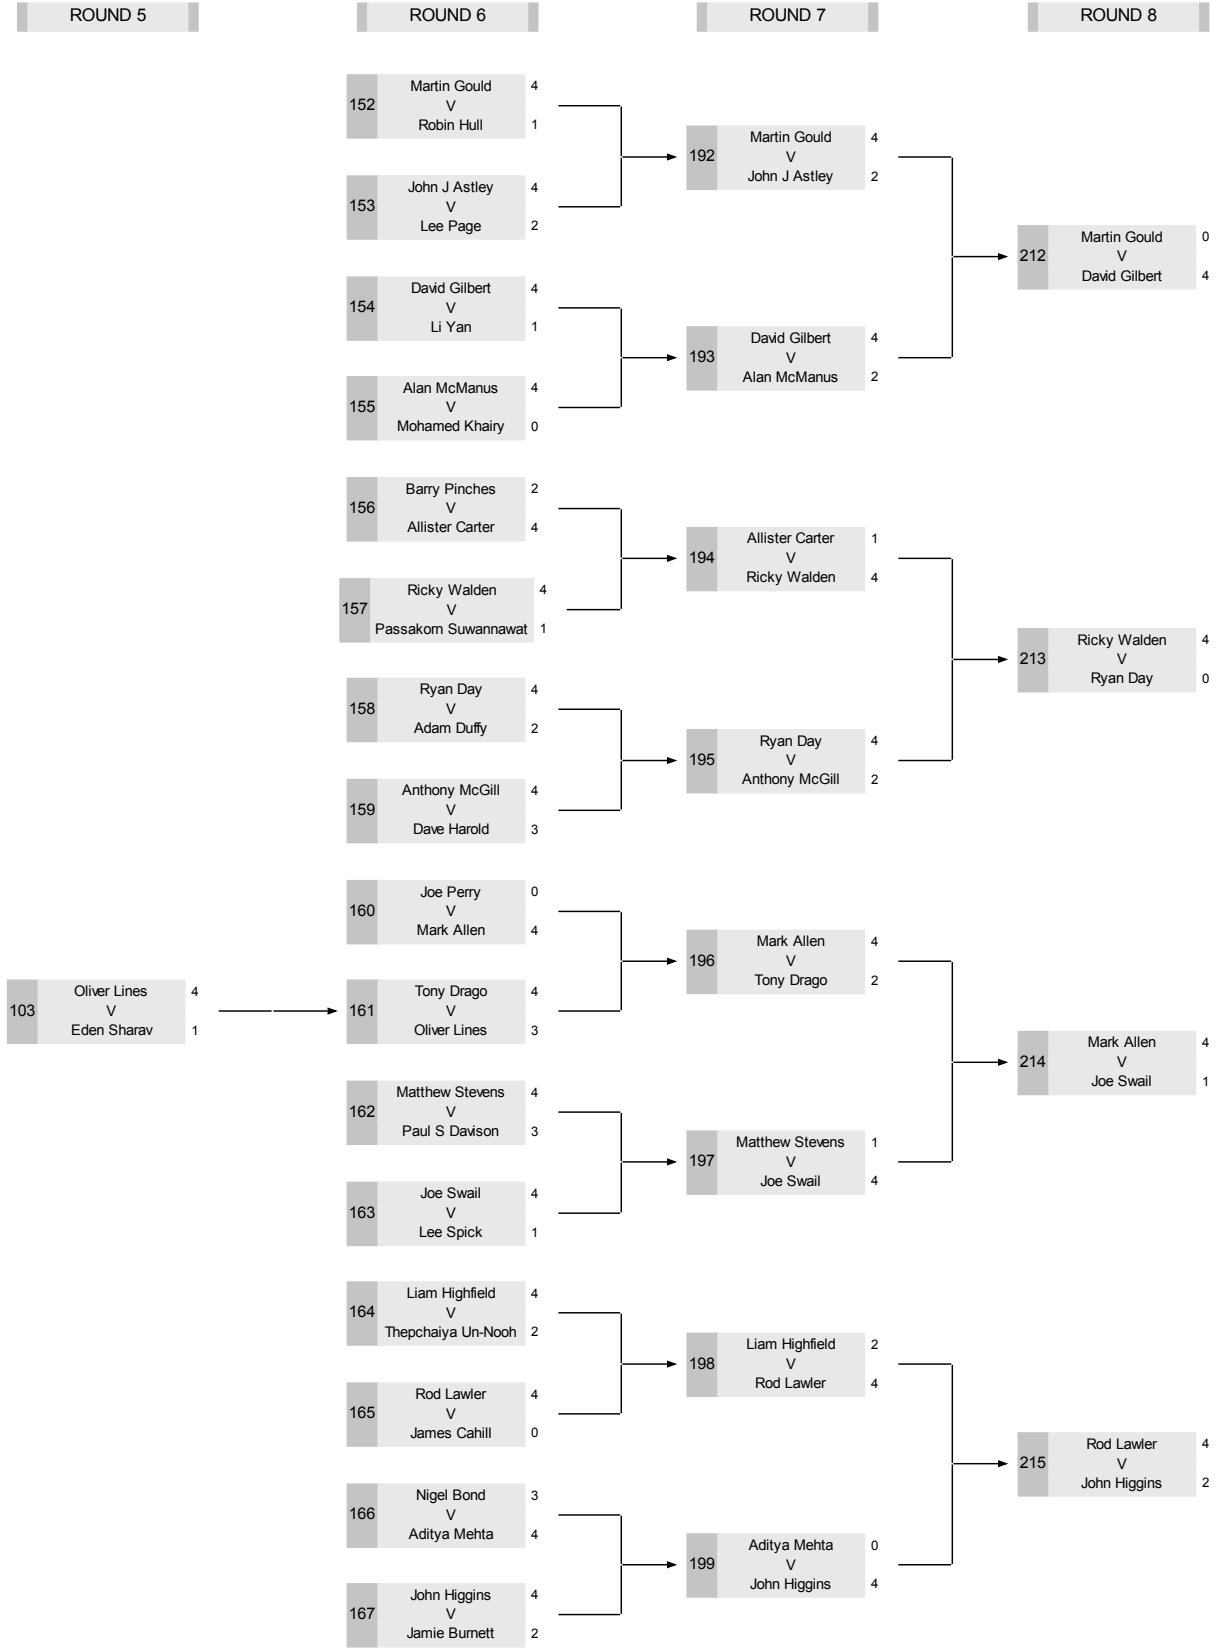 ROUND 5
ROUND 6
ROUND 7
ROUND 8
103
Oliver Lines 4
V
Eden Sharav 1
152
Martin Gould 4
V
Robin Hull 1
153
John J Astley 4
V
Lee Page 2
154
David Gilbert 4
V
Li Yan 1
155
Alan McManus 4
V
Mohamed Khairy 0
156
Barry Pinches 2
V
Allister Carter 4
157
Ricky Walden 4
V
Passakorn Suwannawat 1
158
Ryan Day 4
V
Adam Duffy 2
159
Anthony McGill 4
V
Dave Harold 3
160
Joe Perry 0
V
Mark Allen 4
161
Tony Drago 4
V
Oliver Lines 3
162
Matthew Stevens 4
V
Paul S Davison 3
163
Joe Swail 4
V
Lee Spick 1
164
Liam Highfield 4
V
Thepchaiya Un-Nooh 2
165
Rod Lawler 4
V
James Cahill 0
166
Nigel Bond 3
V
Aditya Mehta 4
167
John Higgins 4
V
Jamie Burnett 2
192
Martin Gould 4
V
John J Astley 2
193
David Gilbert 4
V
Alan McManus 2
194
Allister Carter 1
V
Ricky Walden 4
195
Ryan Day 4
V
Anthony McGill 2
196
Mark Allen 4
V
Tony Drago 2
197
Matthew Stevens 1
V
Joe Swail 4
198
Liam Highfield 2
V
Rod Lawler 4
199
Aditya Mehta 0
V
John Higgins 4
212
Martin Gould 0
V
David Gilbert 4
213
Ricky Walden 4
V
Ryan Day 0
214
Mark Allen 4
V
Joe Swail 1
215
Rod Lawler 4
V
John Higgins 2